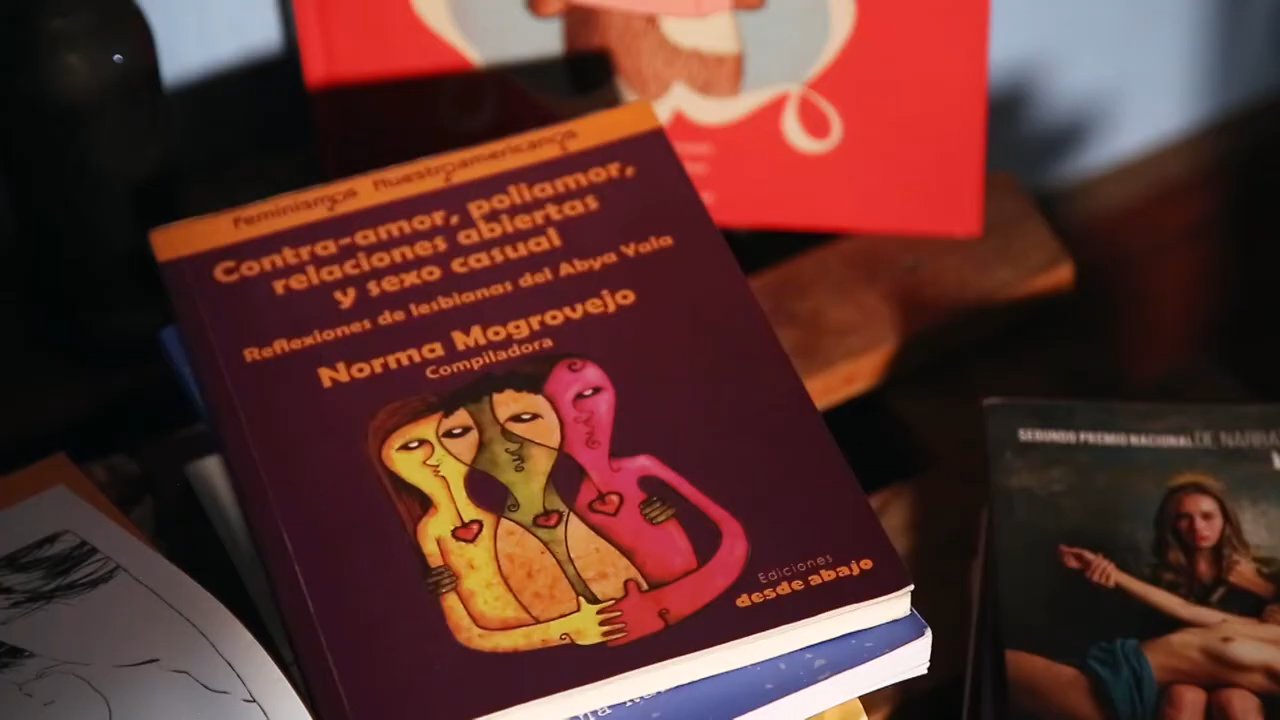 Feminismos Nuestroamericanos
Contra-amor, poliamor,
relaciones abiertas
y sexo casual
Reflexiones de lesbianas del Abya Yala
Norma Mogrovejo
Compiladora
Ediciones
desde abajo
SEGUNDO PREMIO NACIONAL DE